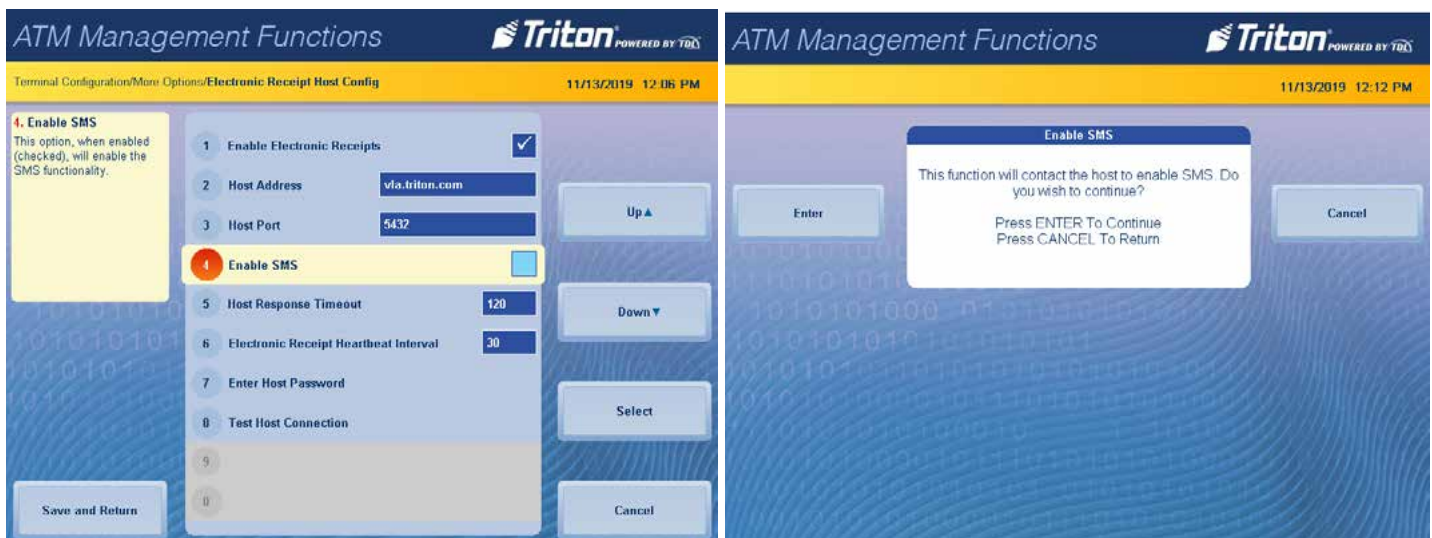 ATM Management Functions
Triton POWERED BY TDL
Terminal Configuration/More Options/Electronic Receipt Host Config
11/13/2019 12:06 PM
4. Enable SMS
This option, when enabled
(checked), will enable the
SMS functionality.
1 Enable Electronic Receipts
2 Host Address vla.triton.com
3 Host Port 5432
4 Enable SMS
5 Host Response Timeout 120
6 Electronic Receipt Heartbeat Interval 30
7 Enter Host Password
8 Test Host Connection
9
0
Up
Down
Select
Save and Return
Cancel
ATM Management Functions
Triton POWERED BY TDL
11/13/2019 12:12 PM
Enable SMS
This function will contact the host to enable SMS. Do
you wish to continue?
Press ENTER To Continue
Press CANCEL To Return
Enter
Cancel